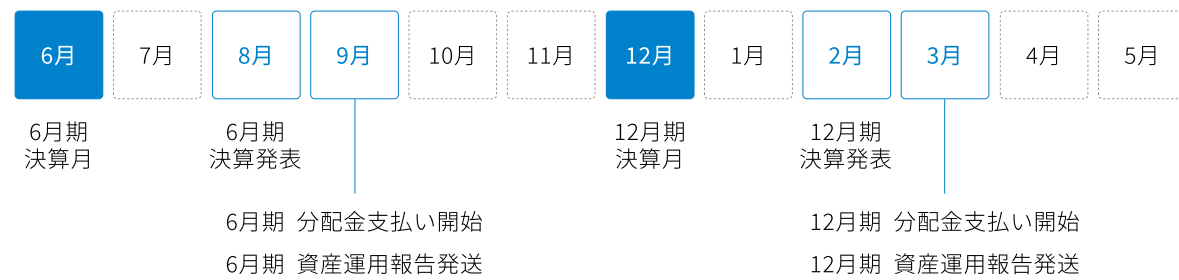 6月 7月 8月 9月 10月 11月 12月 1月 2月 3月 4月 5月
6月期 6月期 12月期 12月期
決算月 決算発表 決算月 決算発表
6月期 分配金支払い開始 12月期 分配金支払い開始
6月期 資産運用報告発送 12月期 資産運用報告発送